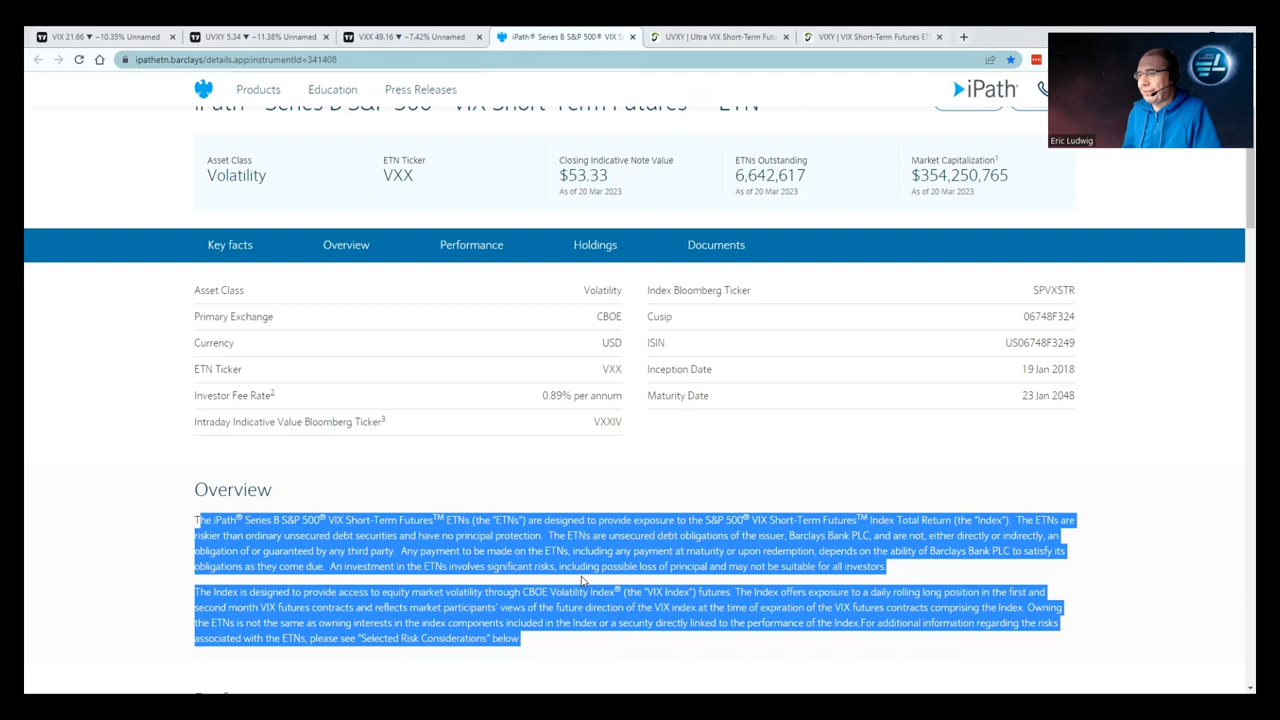 VIX 21.66 ▼ −10.35% Unnamed
UVXY 5.34 ▼ −11.38% Unnamed
VXX 49.16 ▼ −7.42% Unnamed
iPath® Series B S&P 500® VIX S
UVXY | Ultra VIX Short-Term Futu
VIXY | VIX Short-Term Futures ET
ipathetn.barclays/details.app;instrumentId=341408
Products
Education
Press Releases
iPath®
iPath® Series B S&P 500® VIX Short-Term Futures™ ETN
Eric Ludwig
Asset Class
Volatility
ETN Ticker
VXX
Closing Indicative Note Value
$53.33
As of 20 Mar 2023
ETNs Outstanding
6,642,617
As of 20 Mar 2023
Market Capitalization1
$354,250,765
As of 20 Mar 2023
Key facts
Overview
Performance
Holdings
Documents
Asset Class Volatility
Primary Exchange CBOE
Currency USD
ETN Ticker VXX
Investor Fee Rate2 0.89% per annum
Intraday Indicative Value Bloomberg Ticker3 VXXIV
Index Bloomberg Ticker SPVXSTR
Cusip 06748F324
ISIN US06748F3249
Inception Date 19 Jan 2018
Maturity Date 23 Jan 2048
Overview
The iPath® Series B S&P 500® VIX Short-Term Futures™ ETNs (the "ETNs") are designed to provide exposure to the S&P 500® VIX Short-Term Futures™ Index Total Return (the "Index"). The ETNs are
riskier than ordinary unsecured debt securities and have no principal protection. The ETNs are unsecured debt obligations of the issuer, Barclays Bank PLC, and are not, either directly or indirectly, an
obligation of or guaranteed by any third party. Any payment to be made on the ETNs, including any payment at maturity or upon redemption, depends on the ability of Barclays Bank PLC to satisfy its
obligations as they come due. An investment in the ETNs involves significant risks, including possible loss of principal and may not be suitable for all investors.
The Index is designed to provide access to equity market volatility through CBOE Volatility Index® (the "VIX Index") futures. The Index offers exposure to a daily rolling long position in the first and
second month VIX futures contracts and reflects market participants' views of the future direction of the VIX index at the time of expiration of the VIX futures contracts comprising the Index. Owning
the ETNs is not the same as owning interests in the index components included in the Index or a security directly linked to the performance of the Index.For additional information regarding the risks
associated with the ETNs, please see "Selected Risk Considerations" below.